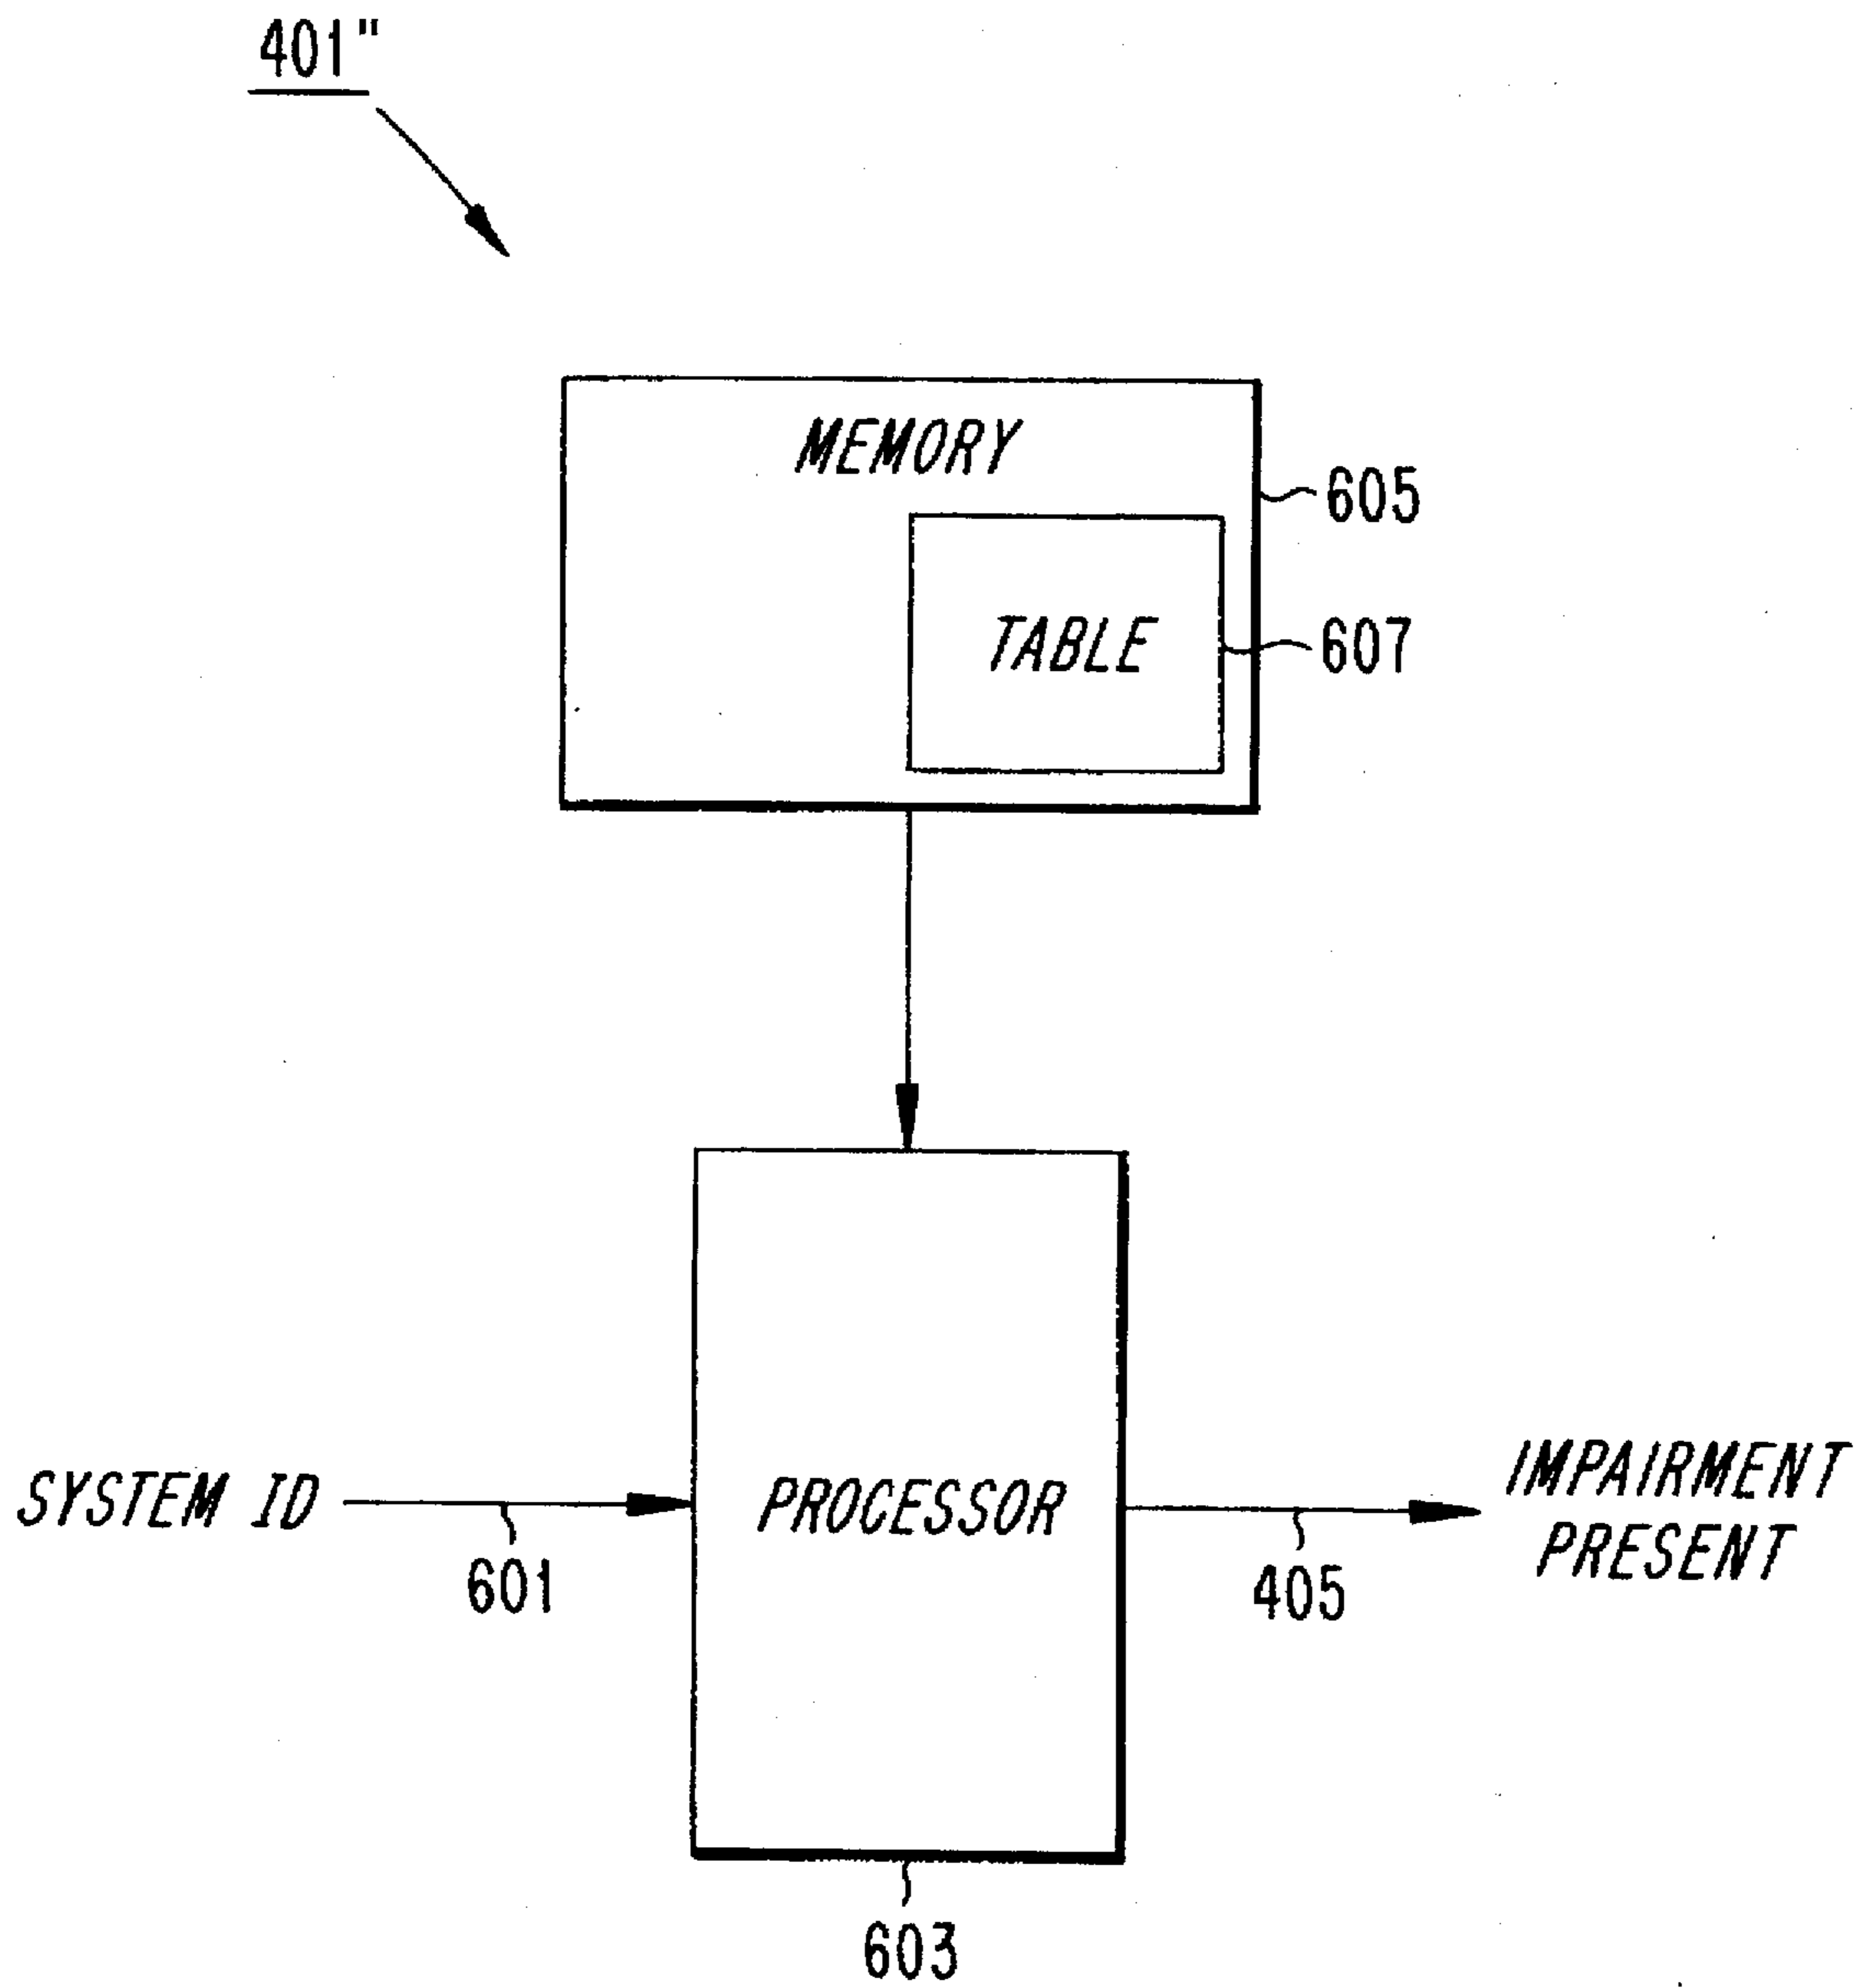 401"
MEMORY
605
TABLE
607
SYSTEM ID
601
PROCESSOR
IMPAIRMENT
PRESENT
405
603